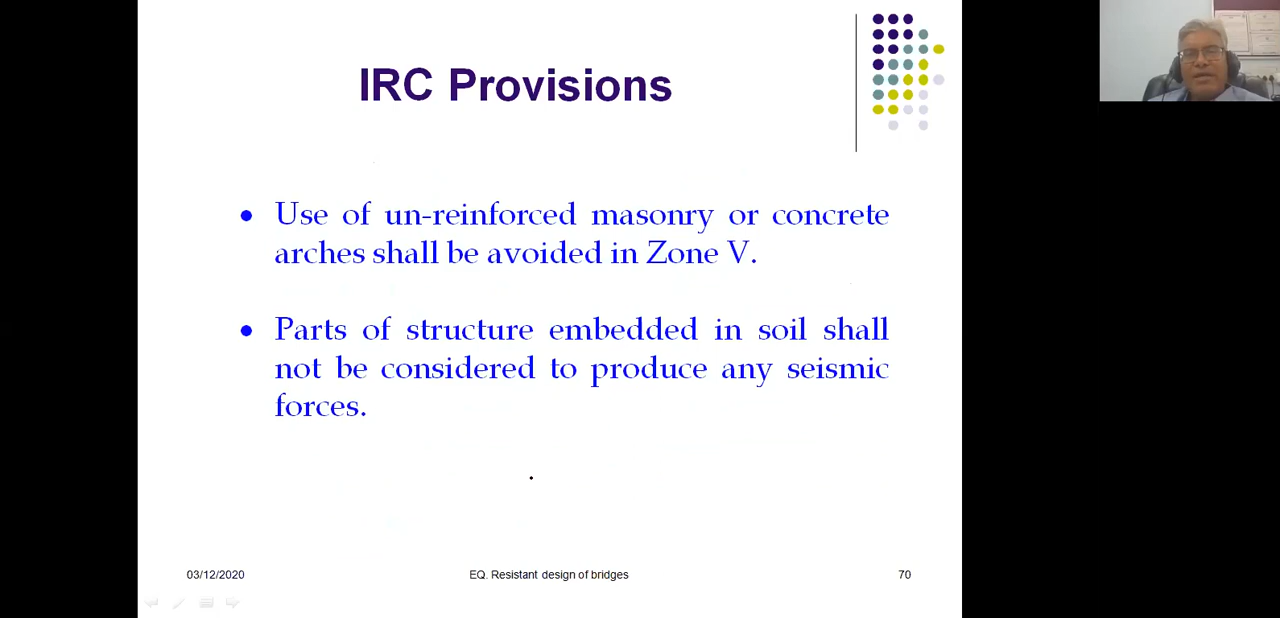 IRC Provisions
● Use of un-reinforced masonry or concrete
arches shall be avoided in Zone V.
● Parts of structure embedded in soil shall
not be considered to produce any seismic
forces.
03/12/2020
EQ. Resistant design of bridges
70